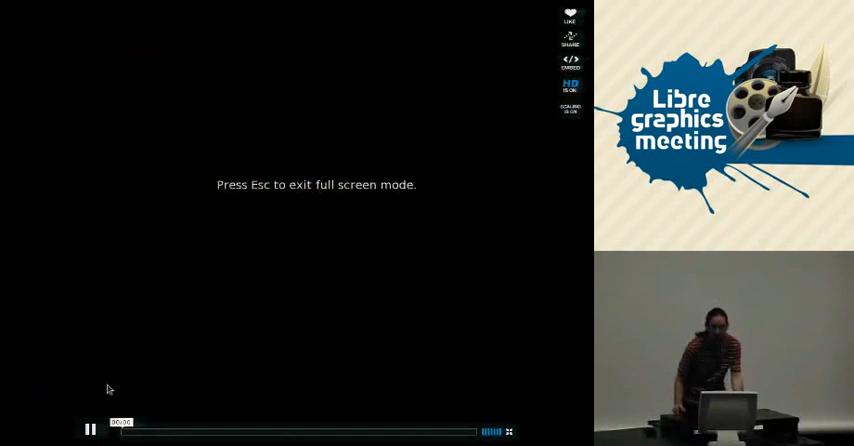 LIKE
SHARE
</>
EMBED
HD
IS ON
SCALING
IS ON
Press Esc to exit full screen mode.
00:00
Libre
graphics
meeting